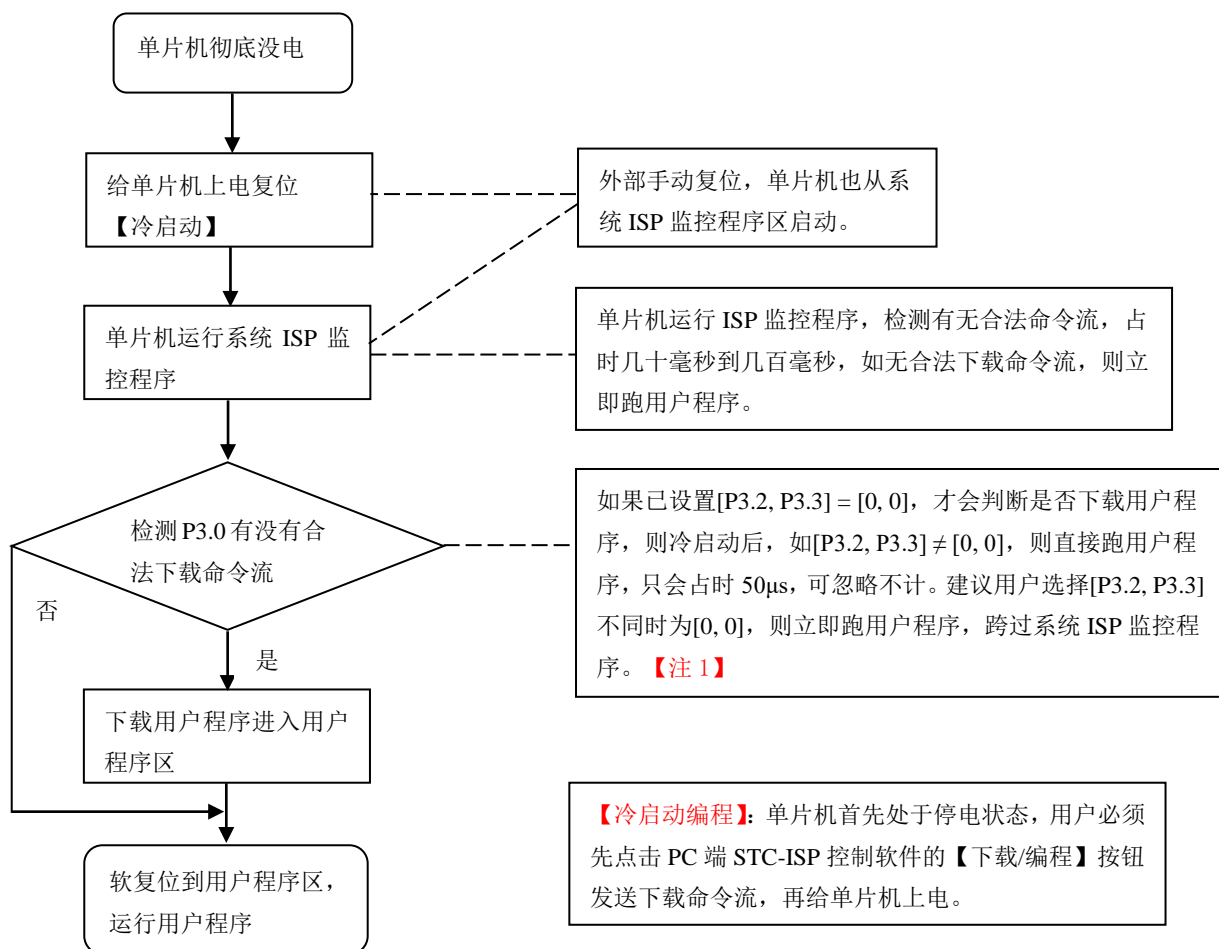 单片机彻底没电
给单片机上电复位
【冷启动】
外部手动复位，单片机也从系
统 ISP 监控程序区启动。
单片机运行系统 ISP 监
控程序
单片机运行 ISP 监控程序，检测有无合法命令流，占
时几十毫秒到几百毫秒，如无合法下载命令流，则立
即跑用户程序。
检测 P3.0 有没有合
法下载命令流
如果已设置[P3.2, P3.3] = [0, 0]，才会判断是否下载用户程
序，则冷启动后，如[P3.2, P3.3] ≠ [0, 0]，则直接跑用户程
序，只会占时 50μs，可忽略不计。建议用户选择[P3.2, P3.3]
不同时为[0, 0]，则立即跑用户程序，跨过系统 ISP 监控程
序。【注 1】
否
是
下载用户程序进入用户
程序区
【冷启动编程】：单片机首先处于停电状态，用户必须
先点击 PC 端 STC-ISP 控制软件的【下载/编程】按钮
发送下载命令流，再给单片机上电。
软复位到用户程序区，
运行用户程序